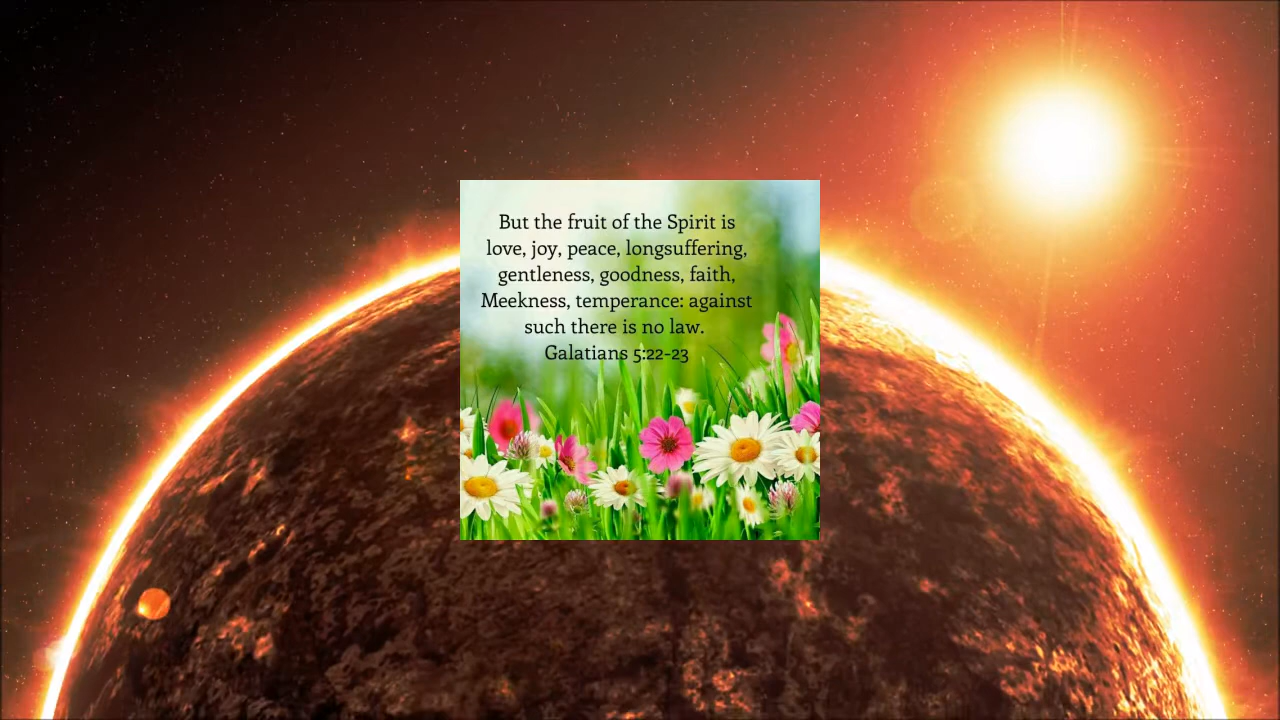 But the fruit of the Spirit is
love, joy, peace, longsuffering,
gentleness, goodness, faith,
Meekness, temperance: against
such there is no law.
Galatians 5:22-23